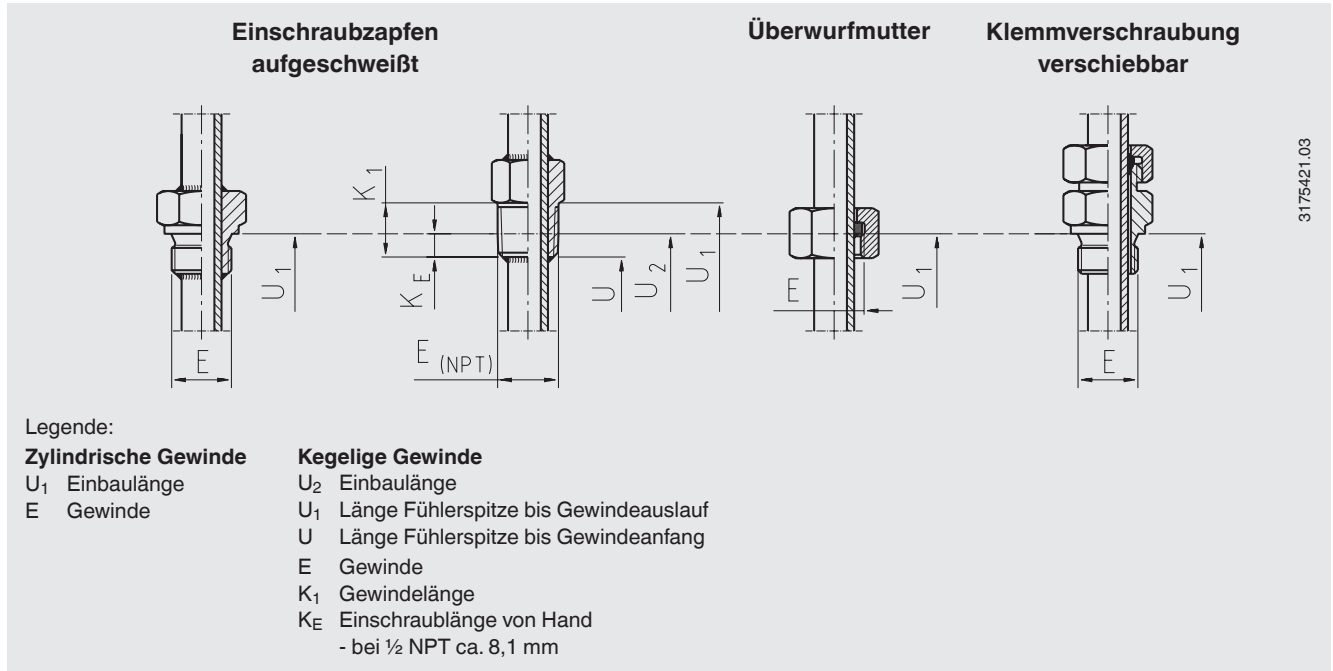 Einschraubzapfen
aufgeschweißt
Überwurfmutter
Klemmverschraubung
verschiebbar
3175421.03
K1
KE
U1
E
E (NPT)
U
U2
U1
E
U1
U1
E
Legende:
Zylindrische Gewinde
U1 Einbaulänge
E Gewinde
Kegelige Gewinde
U2 Einbaulänge
U1 Länge Fühlerspitze bis Gewindeauslauf
U Länge Fühlerspitze bis Gewindeanfang
E Gewinde
K1 Gewindelänge
KE Einschraublänge von Hand
- bei ½ NPT ca. 8,1 mm